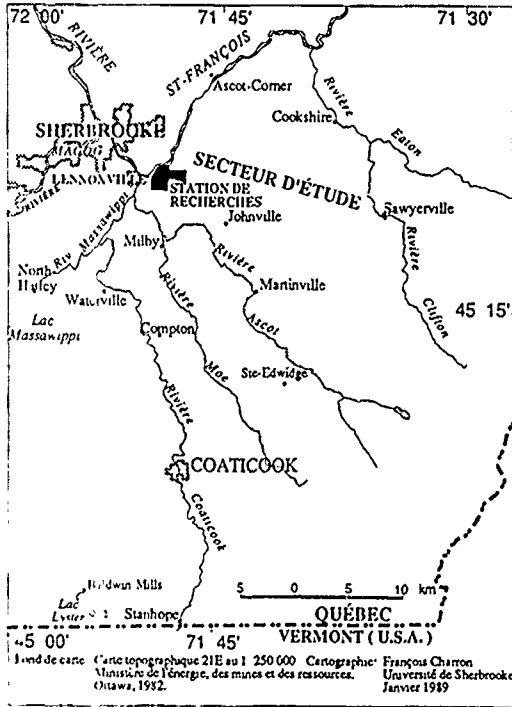 72 00'
71 45'
71 30'
RIVIÈRE
ST-FRANÇOIS
Ascot-Corner
Cookshire
Rivière
Eaton
SHERBROOKE
MAGOG
LENNOXVILLE
RIVIÈRE
STATION DE
RECHERCHES
SECTEUR D'ÉTUDE
Sawyerville
Johnville
Riv Massawippi
Milby
Rivière
Rivière
North
Hatley
Waterville
Martinville
45 15'
Lac
Massawippi
Rivière
Ascot
Clifton
Compton
Ste-Edwidge
Rivière
Moe
COATICOOK
Coaticook
Baldwin Mills
Lac
Lyster
Stanhope
5 0 5 10 km
QUÉBEC
VERMONT ( U.S.A. )
45 00'
71 45'
Fond de carte Carte topographique 21E au 1 250 000 Cartographie: François Charron
Ministère de l'énergie, des mines et des ressources. Université de Sherbrooke
Ottawa, 1982. Janvier 1989